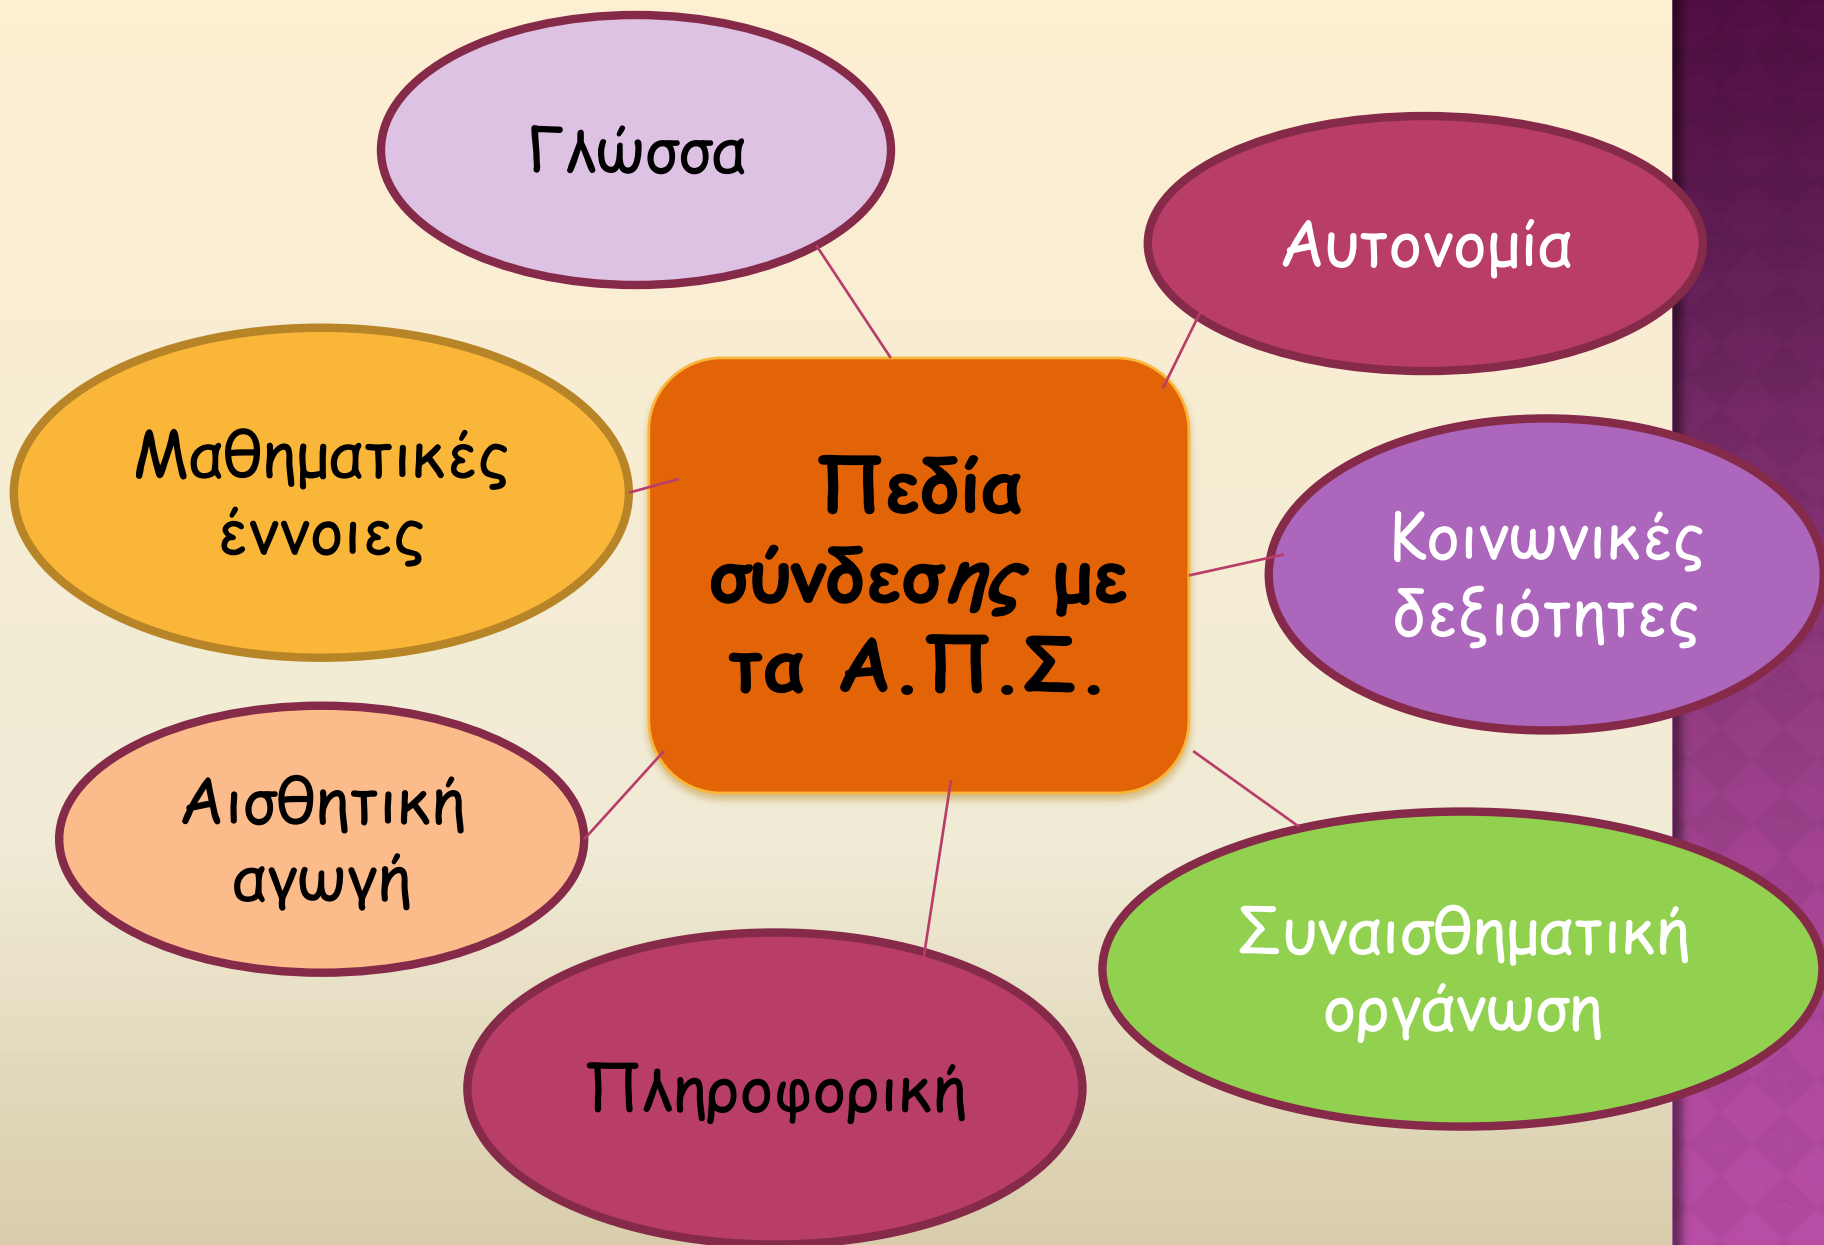 Γλώσσα
Αυτονομία
Μαθηματικές
έννοιες
Πεδία
σύνδεσης με
τα Α.Π.Σ.
Κοινωνικές
δεξιότητες
Αισθητική
αγωγή
Συναισθηματική
οργάνωση
Πληροφορική